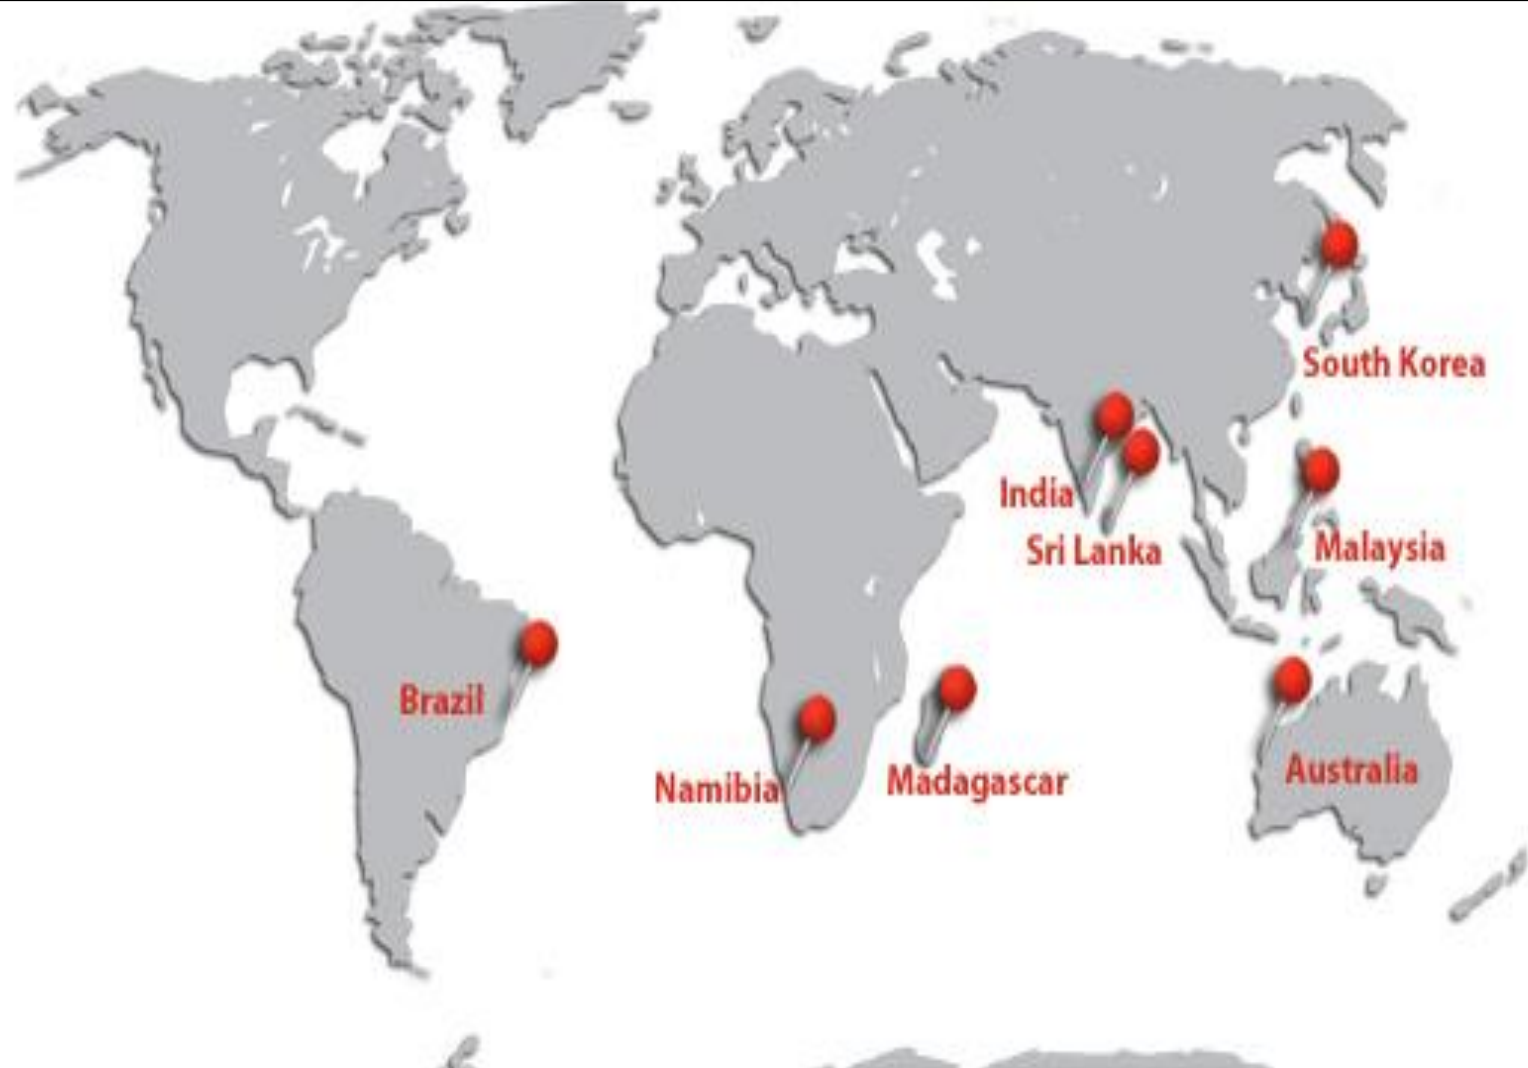 South Korea
India
Sri Lanka
Malaysia
Brazil
Namibia
Madagascar
Australia